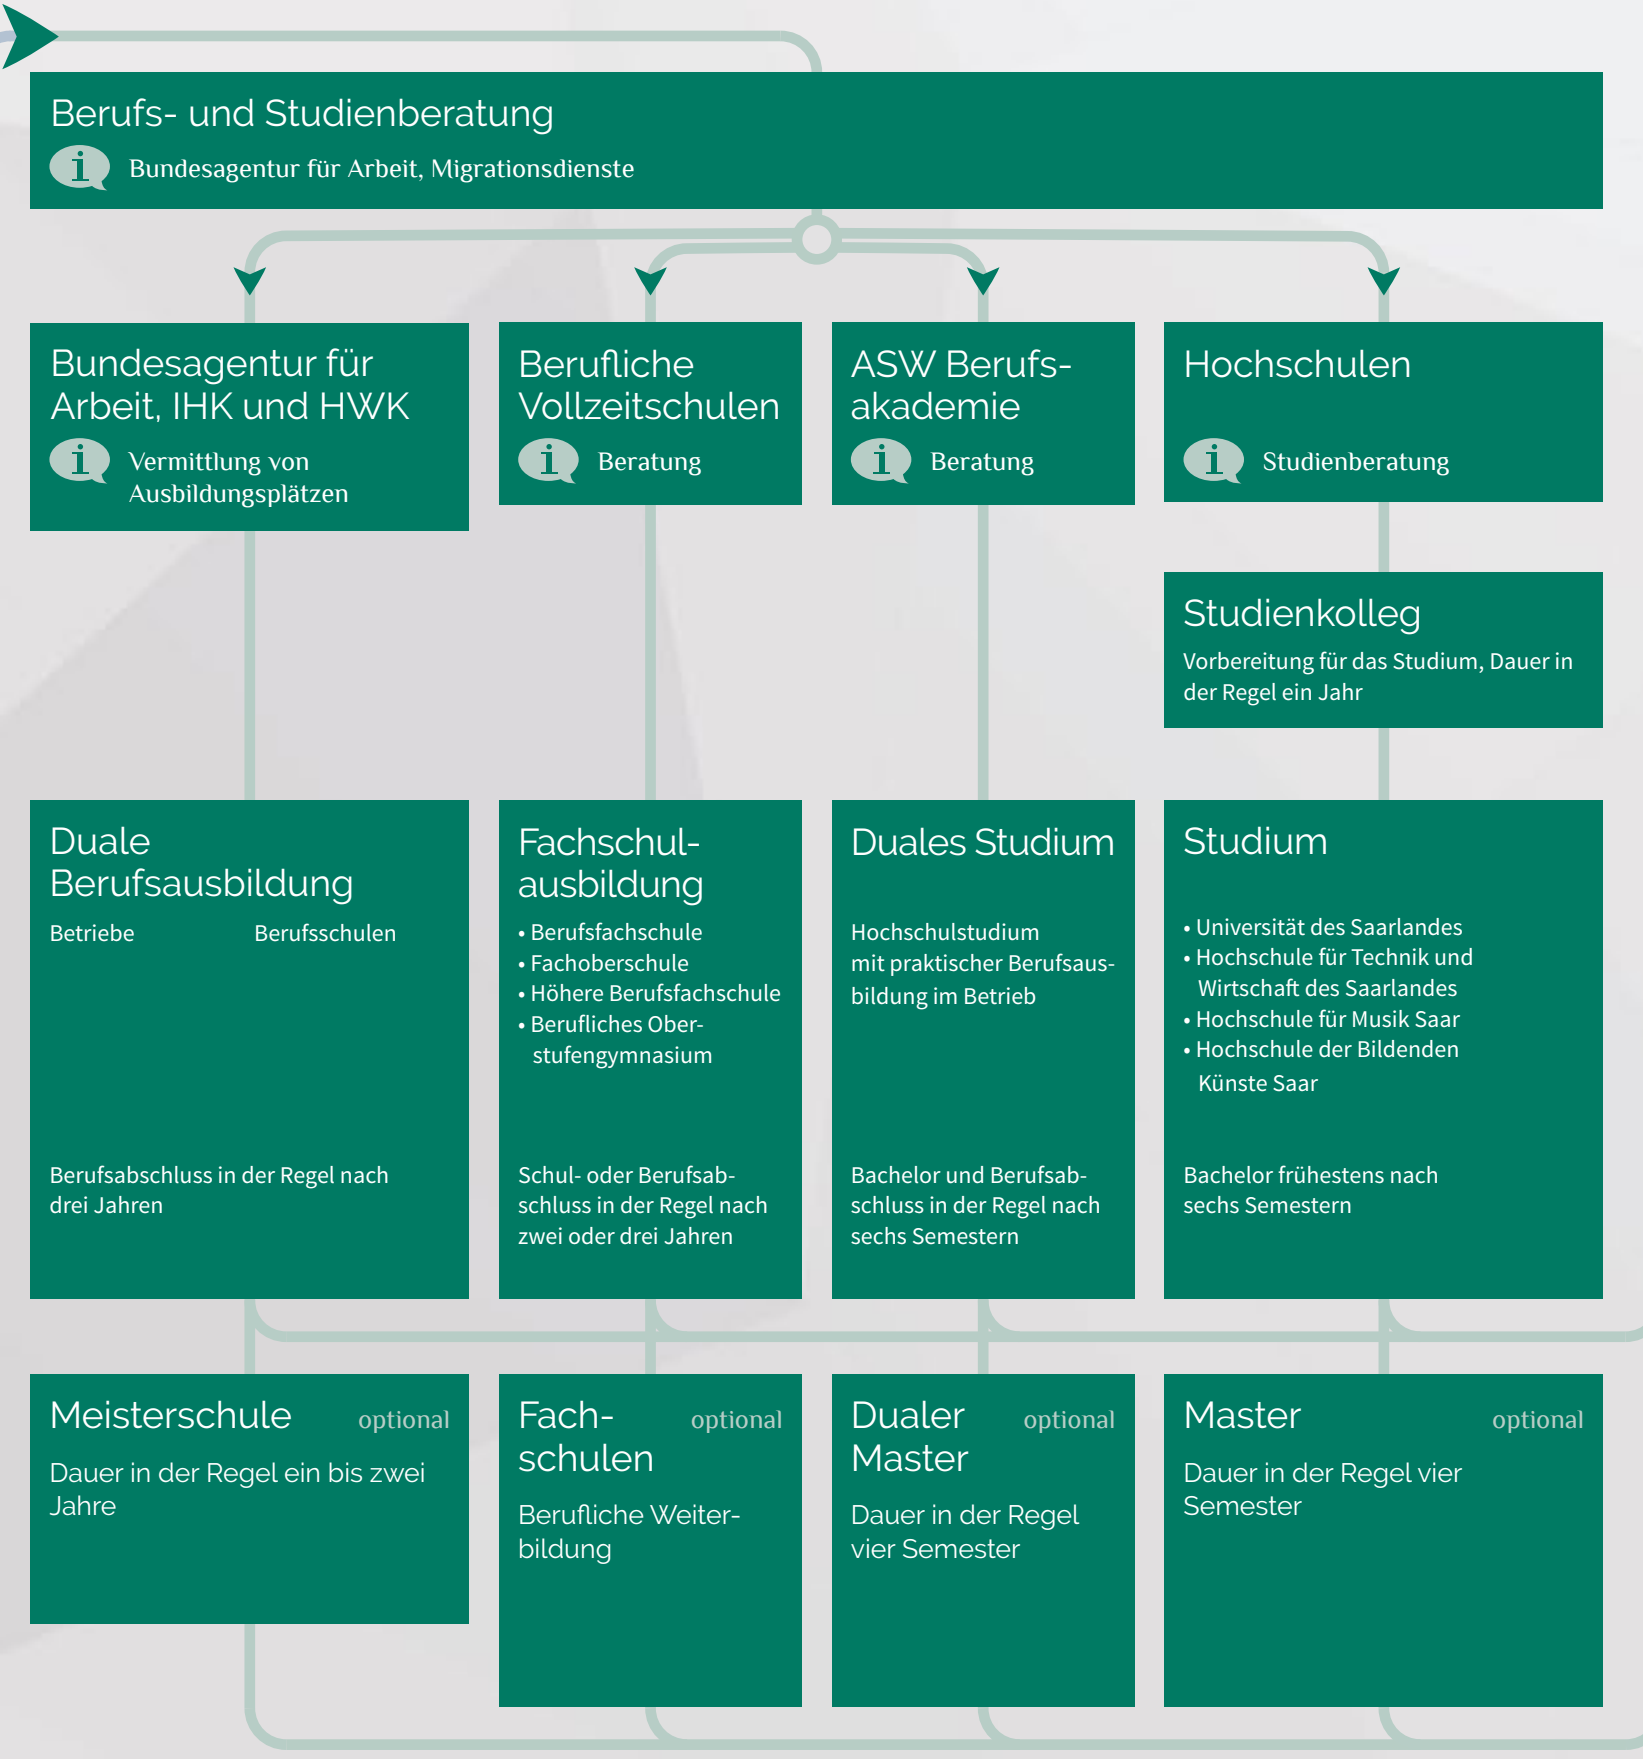 Berufs- und Studienberatung
i Bundesagentur für Arbeit, Migrationsdienste
Bundesagentur für
Arbeit, IHK und HWK
i Vermittlung von
Ausbildungsplätzen
Berufliche
Vollzeitschulen
i Beratung
ASW Berufs-
akademie
i Beratung
Hochschulen
i Studienberatung
Studienkolleg
Vorbereitung für das Studium, Dauer in
der Regel ein Jahr
Duale
Berufsausbildung
Betriebe Berufsschulen
Berufsabschluss in der Regel nach
drei Jahren
Fachschul-
ausbildung
• Berufsfachschule
• Fachoberschule
• Höhere Berufsfachschule
• Berufliches Ober-
stufengymnasium
Schul- oder Berufsab-
schluss in der Regel nach
zwei oder drei Jahren
Duales Studium
Hochschulstudium
mit praktischer Berufsaus-
bildung im Betrieb
Bachelor und Berufsab-
schluss in der Regel nach
sechs Semestern
Studium
• Universität des Saarlandes
• Hochschule für Technik und
Wirtschaft des Saarlandes
• Hochschule für Musik Saar
• Hochschule der Bildenden
Künste Saar
Bachelor frühestens nach
sechs Semestern
Meisterschule optional
Dauer in der Regel ein bis zwei
Jahre
Fach- optional
schulen
Berufliche Weiter-
bildung
Dualer optional
Master
Dauer in der Regel
vier Semester
Master optional
Dauer in der Regel vier
Semester